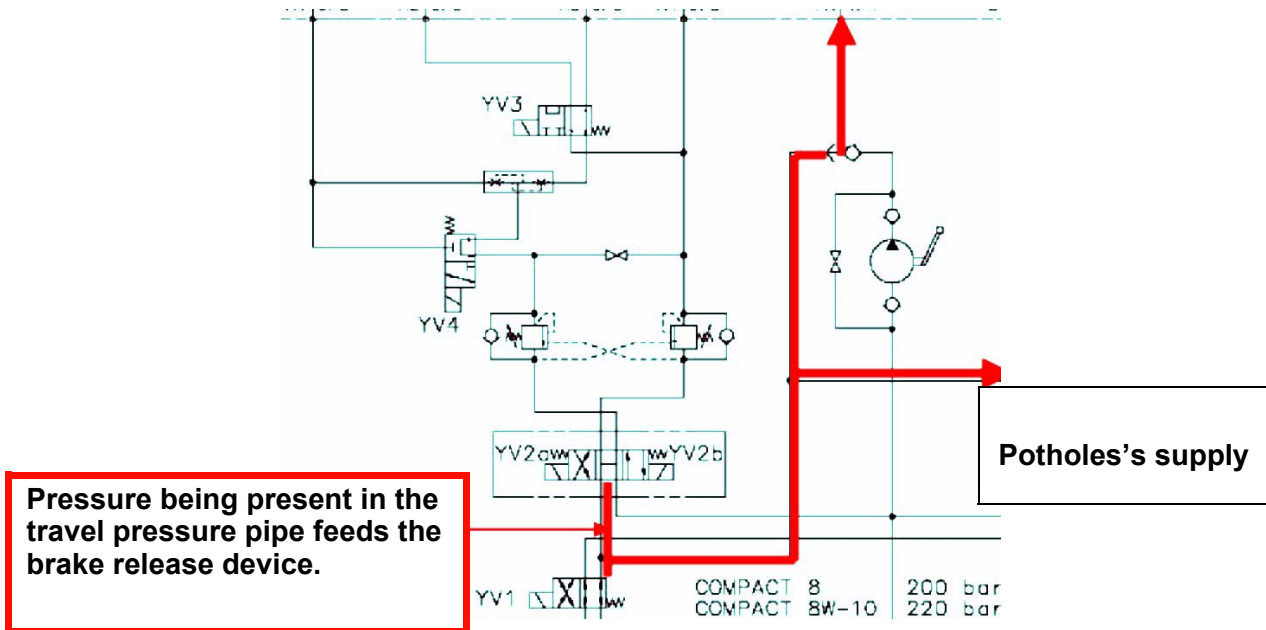 YV3
YV4
YV2a
YV2b
Potholes's supply
Pressure being present in the
travel pressure pipe feeds the
brake release device.
YV1
COMPACT 8 200 bar
COMPACT 8W-10 220 bar